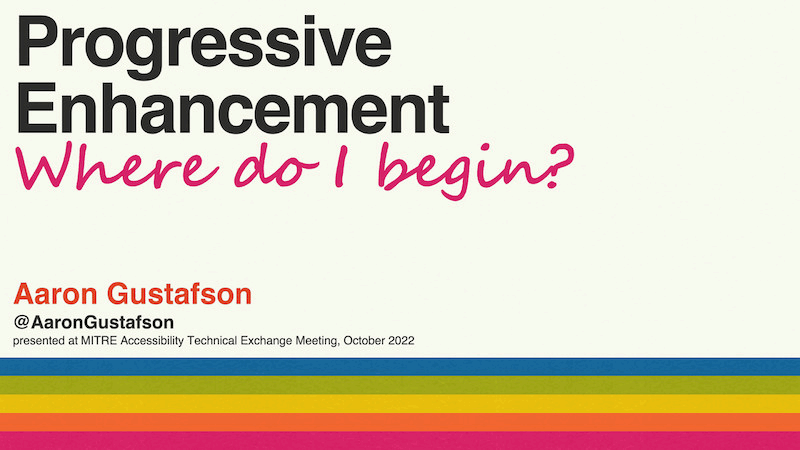 Progressive
Enhancement
Where do I begin?
Aaron Gustafson
@AaronGustafson
presented at MITRE Accessibility Technical Exchange Meeting, October 2022